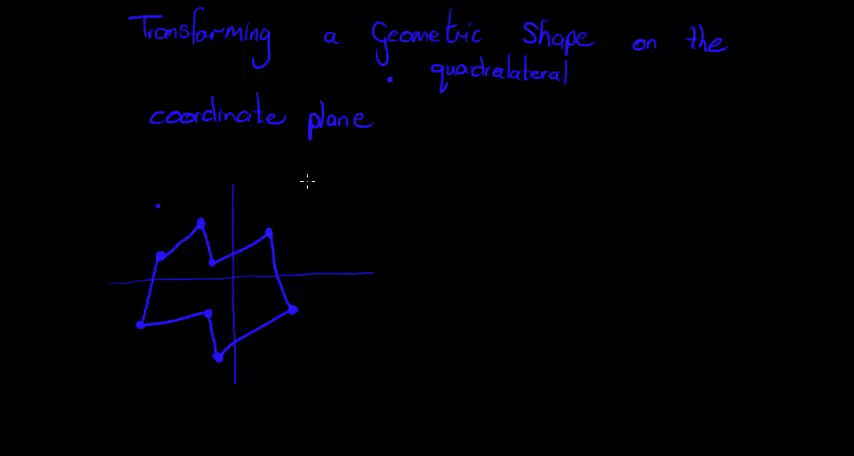 Transforming a Geometric Shape on the
quadralateral
coordinate plane